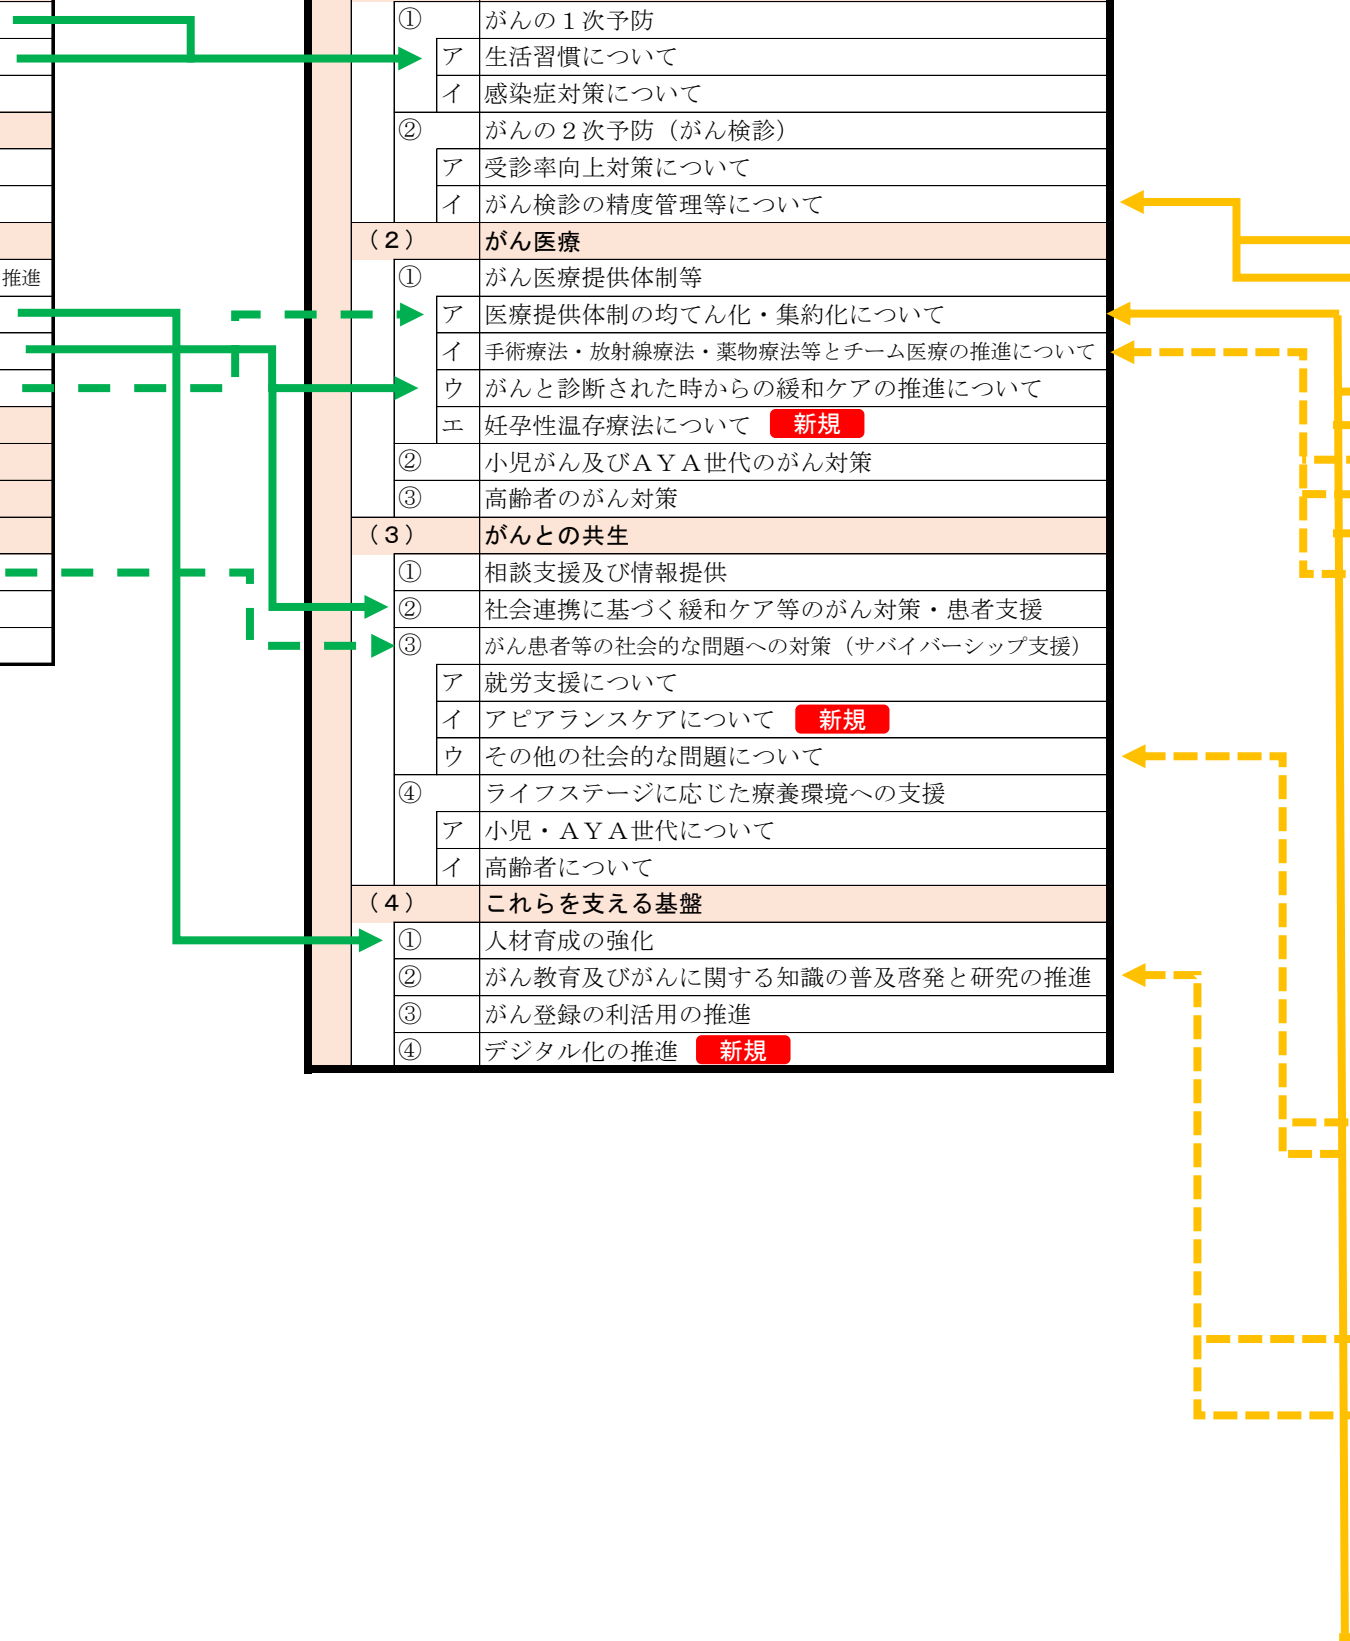 ① がんの１次予防
ア 生活習慣について
イ 感染症対策について
② がんの２次予防（がん検診）
ア 受診率向上対策について
イ がん検診の精度管理等について
（２） がん医療
推進
① がん医療提供体制等
ア 医療提供体制の均てん化・集約化について
イ 手術療法・放射線療法・薬物療法等とチーム医療の推進について
ウ がんと診断された時からの緩和ケアの推進について
エ 妊孕性温存療法について 新規
② 小児がん及びＡＹＡ世代のがん対策
③ 高齢者のがん対策
（３） がんとの共生
① 相談支援及び情報提供
② 社会連携に基づく緩和ケア等のがん対策・患者支援
③ がん患者等の社会的な問題への対策（サバイバーシップ支援）
ア 就労支援について
イ アピアランスケアについて 新規
ウ その他の社会的な問題について
④ ライフステージに応じた療養環境への支援
ア 小児・ＡＹＡ世代について
イ 高齢者について
（４） これらを支える基盤
① 人材育成の強化
② がん教育及びがんに関する知識の普及啓発と研究の推進
③ がん登録の利活用の推進
④ デジタル化の推進 新規